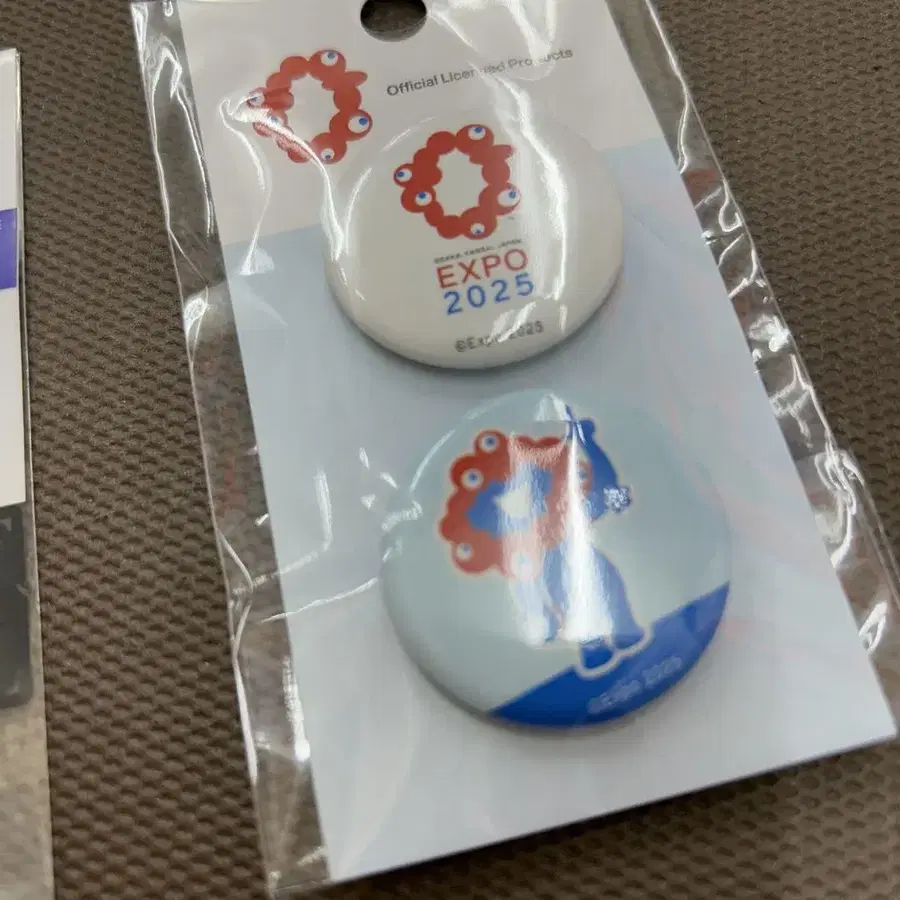 Official Licensed Products
OSAKA, KANSAI, JAPAN
EXPO
2025
©Expo 2025
©Expo 2025